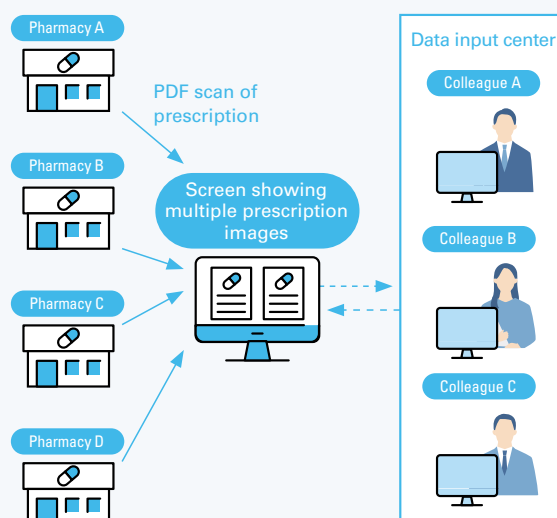 Pharmacy A
PDF scan of
prescription
Pharmacy B
Screen showing
multiple prescription
images
Pharmacy C
Pharmacy D
Data input center
Colleague A
Colleague B
Colleague C